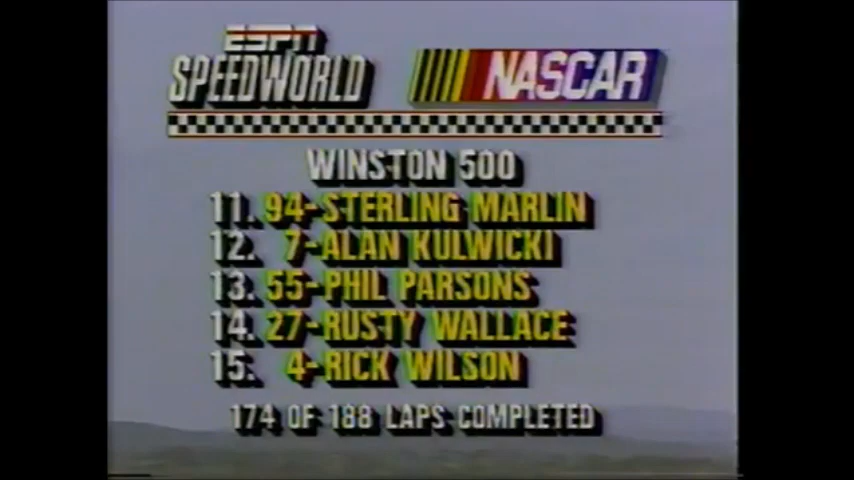 ESPN
SPEEDWORLD
NASCAR
WINSTON 500
11. 94-STERLING MARLIN
12. 7-ALAN KULWICKI
13. 55-PHIL PARSONS
14. 27-RUSTY WALLACE
15. 4-RICK WILSON
174 OF 188 LAPS COMPLETED